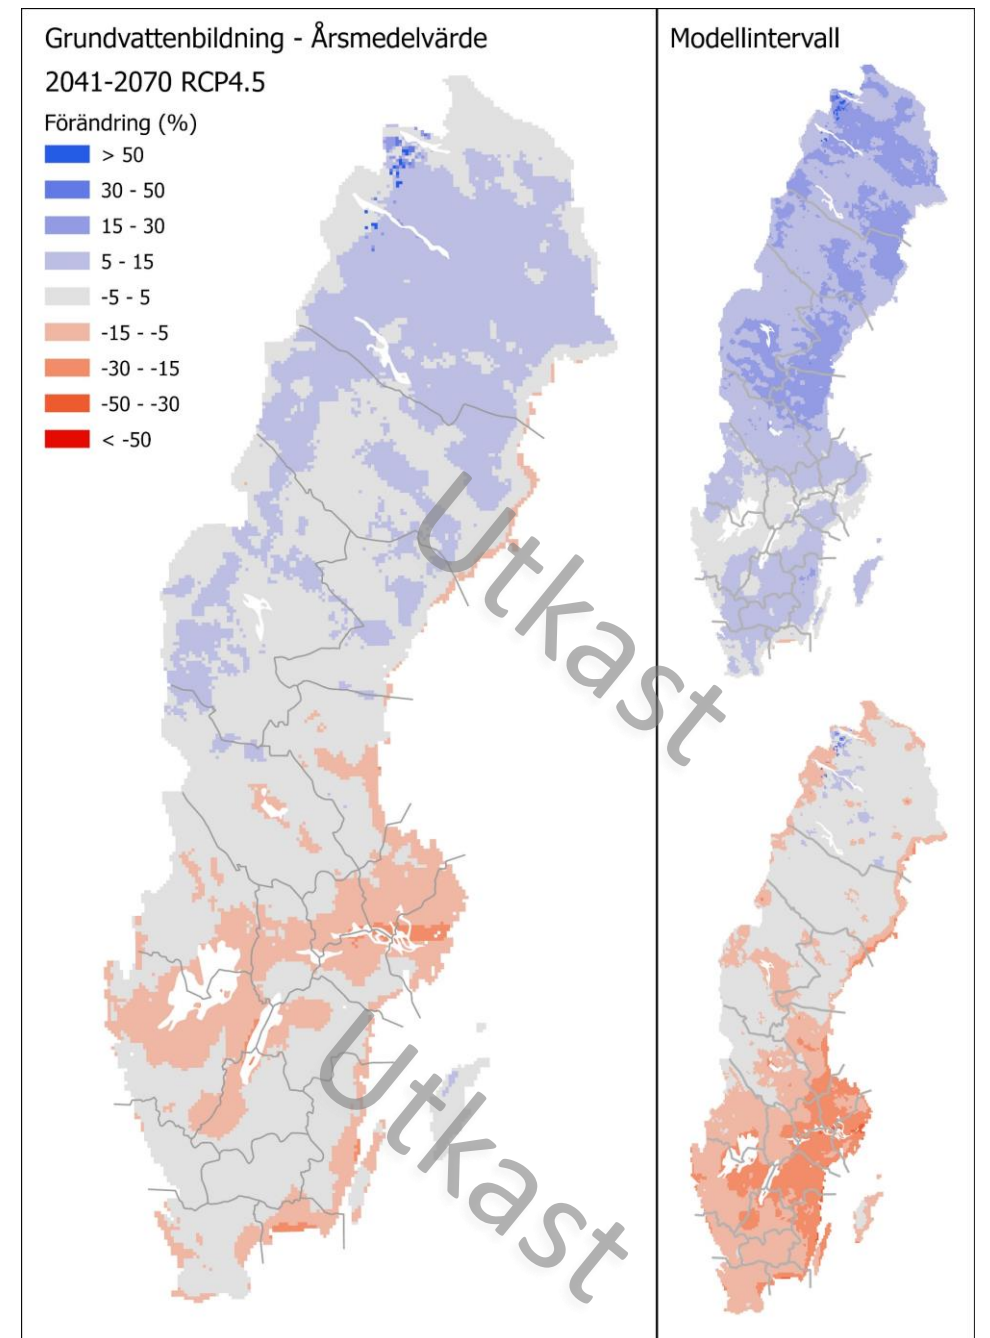 Grundvattenbildning - Årsmedelvärde
2041-2070 RCP4.5
Förändring (%)
> 50
30 - 50
15 - 30
5 - 15
-5 - 5
-15 - -5
-30 - -15
-50 - -30
< -50
Modellintervall
Utkast
Utkast